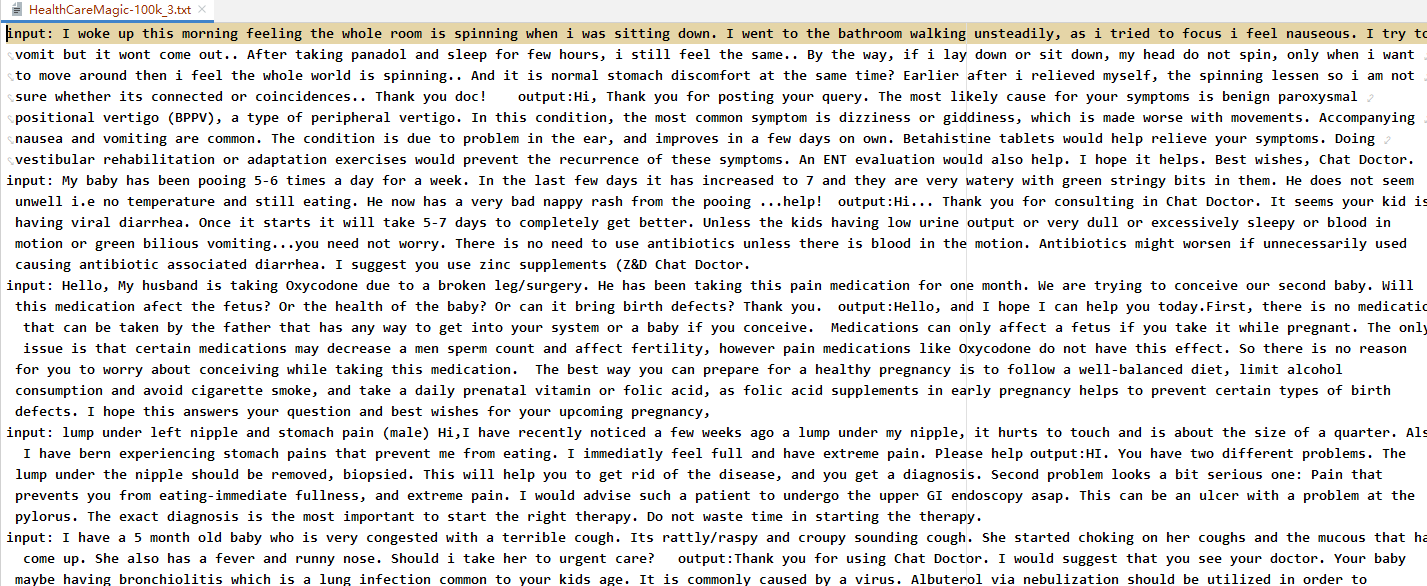 HealthCareMagic-100k_3.txt
input: I woke up this morning feeling the whole room is spinning when i was sitting down. I went to the bathroom walking unsteadily, as i tried to focus i feel nauseous. I try to
vomit but it wont come out.. After taking panadol and sleep for few hours, i still feel the same.. By the way, if i lay down or sit down, my head do not spin, only when i want
to move around then i feel the whole world is spinning.. And it is normal stomach discomfort at the same time? Earlier after i relieved myself, the spinning lessen so i am not
sure whether its connected or coincidences.. Thank you doc! output:Hi, Thank you for posting your query. The most likely cause for your symptoms is benign paroxysmal
positional vertigo (BPPV), a type of peripheral vertigo. In this condition, the most common symptom is dizziness or giddiness, which is made worse with movements. Accompanying
nausea and vomiting are common. The condition is due to problem in the ear, and improves in a few days on own. Betahistine tablets would help relieve your symptoms. Doing
vestibular rehabilitation or adaptation exercises would prevent the recurrence of these symptoms. An ENT evaluation would also help. I hope it helps. Best wishes, Chat Doctor.
input: My baby has been pooing 5-6 times a day for a week. In the last few days it has increased to 7 and they are very watery with green stringy bits in them. He does not seem
unwell i.e no temperature and still eating. He now has a very bad nappy rash from the pooing ...help! output:Hi... Thank you for consulting in Chat Doctor. It seems your kid is
having viral diarrhea. Once it starts it will take 5-7 days to completely get better. Unless the kids having low urine output or very dull or excessively sleepy or blood in
motion or green bilious vomiting...you need not worry. There is no need to use antibiotics unless there is blood in the motion. Antibiotics might worsen if unnecessarily used
causing antibiotic associated diarrhea. I suggest you use zinc supplements (Z&D Chat Doctor.
input: Hello, My husband is taking Oxycodone due to a broken leg/surgery. He has been taking this pain medication for one month. We are trying to conceive our second baby. Will
this medication afect the fetus? Or the health of the baby? Or can it bring birth defects? Thank you. output:Hello, and I hope I can help you today.First, there is no medicatio
that can be taken by the father that has any way to get into your system or a baby if you conceive. Medications can only affect a fetus if you take it while pregnant. The only
issue is that certain medications may decrease a men sperm count and affect fertility, however pain medications like Oxycodone do not have this effect. So there is no reason
for you to worry about conceiving while taking this medication. The best way you can prepare for a healthy pregnancy is to follow a well-balanced diet, limit alcohol
consumption and avoid cigarette smoke, and take a daily prenatal vitamin or folic acid, as folic acid supplements in early pregnancy helps to prevent certain types of birth
defects. I hope this answers your question and best wishes for your upcoming pregnancy,
input: lump under left nipple and stomach pain (male) Hi,I have recently noticed a few weeks ago a lump under my nipple, it hurts to touch and is about the size of a quarter. Als
I have bern experiencing stomach pains that prevent me from eating. I immediatly feel full and have extreme pain. Please help output:HI. You have two different problems. The
lump under the nipple should be removed, biopsied. This will help you to get rid of the disease, and you get a diagnosis. Second problem looks a bit serious one: Pain that
prevents you from eating-immediate fullness, and extreme pain. I would advise such a patient to undergo the upper GI endoscopy asap. This can be an ulcer with a problem at the
pylorus. The exact diagnosis is the most important to start the right therapy. Do not waste time in starting the therapy.
input: I have a 5 month old baby who is very congested with a terrible cough. Its rattly/raspy and croupy sounding cough. She started choking on her coughs and the mucous that ha
come up. She also has a fever and runny nose. Should i take her to urgent care? output:Thank you for using Chat Doctor. I would suggest that you see your doctor. Your baby
maybe having bronchiolitis which is a lung infection common to your kids age. It is commonly caused by a virus. Albuterol via nebulization should be utilized in order to